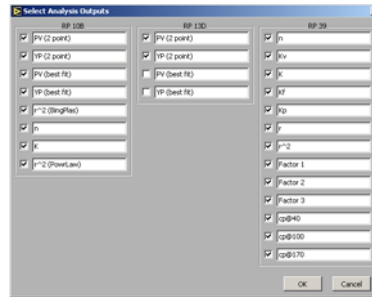 Select Analysis Outputs
RP 10B
PV (2 point)
YP (2 point)
PV (best fit)
YP (best fit)
r^2 (BingPlas)
n
K
r^2 (PowrLaw)
RP 13D
PV (2 point)
YP (2 point)
PV (best fit)
YP (best fit)
RP 39
n
Kv
K
Kf
Kp
r
r^2
Factor 1
Factor 2
Factor 3
cp@40
cp@100
cp@170
OK
Cancel